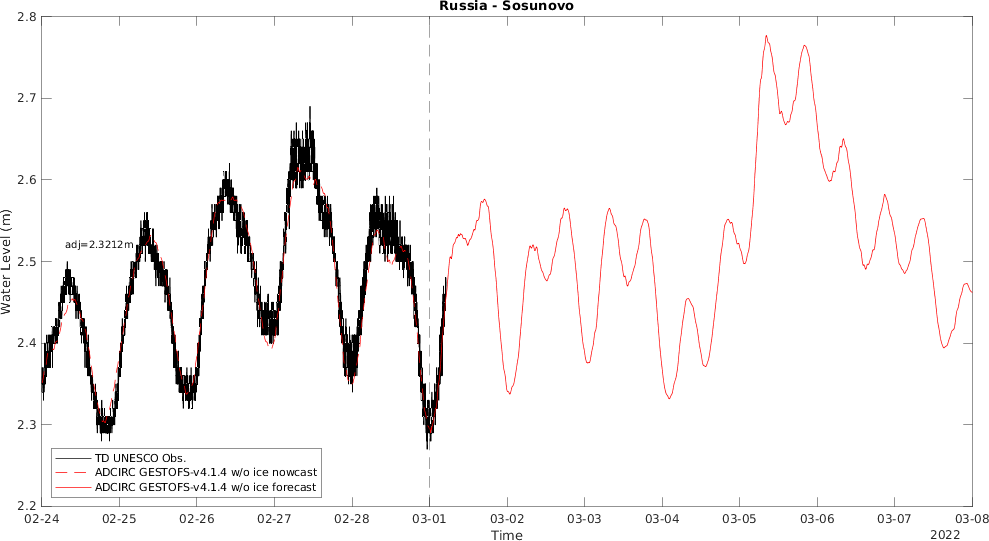 Russia - Sosunovo
2.8
2.7
2.6
2.5
2.4
2.3
2.2
Water Level (m)
adj=2.3212m
TD UNESCO Obs.
ADCIRC GESTOFS-v4.1.4 w/o ice nowcast
ADCIRC GESTOFS-v4.1.4 w/o ice forecast
02-24 02-25 02-26 02-27 02-28 03-01 03-02 03-03 03-04 03-05 03-06 03-07 03-08
Time
2022